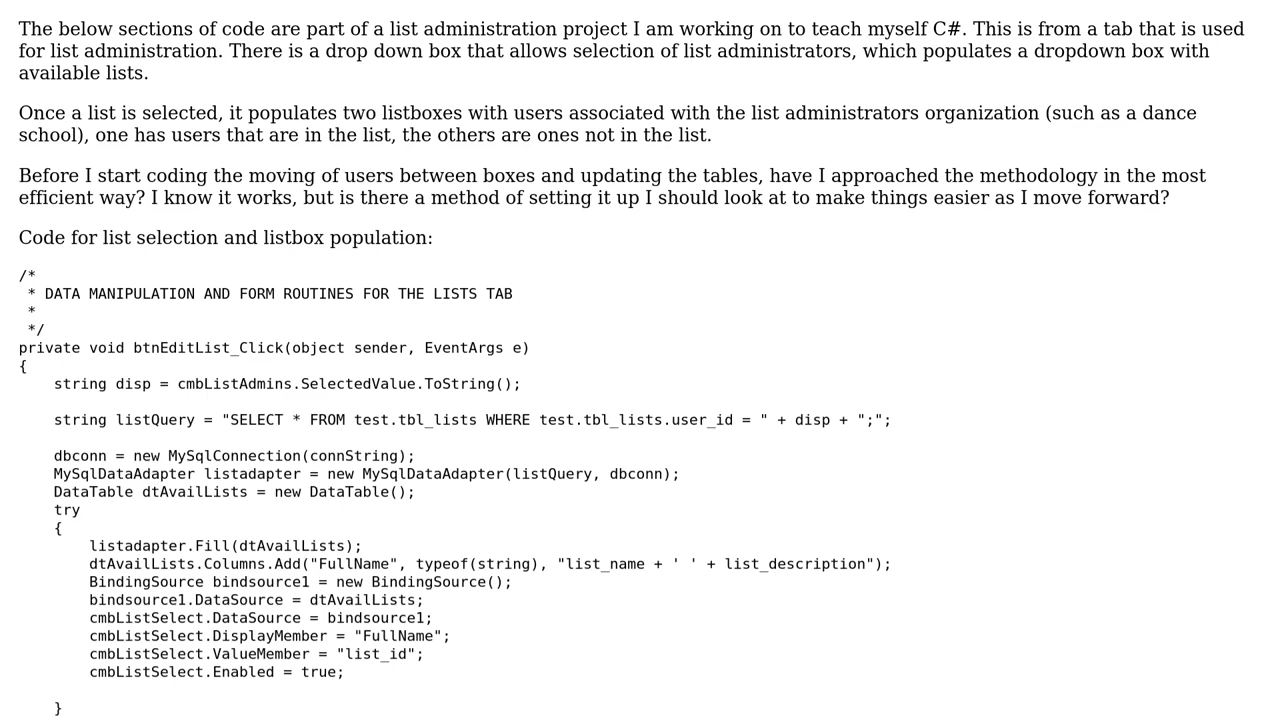 The below sections of code are part of a list administration project I am working on to teach myself C#. This is from a tab that is used
for list administration. There is a drop down box that allows selection of list administrators, which populates a dropdown box with
available lists.
Once a list is selected, it populates two listboxes with users associated with the list administrators organization (such as a dance
school), one has users that are in the list, the others are ones not in the list.
Before I start coding the moving of users between boxes and updating the tables, have I approached the methodology in the most
efficient way? I know it works, but is there a method of setting it up I should look at to make things easier as I move forward?
Code for list selection and listbox population:
/*
 * DATA MANIPULATION AND FORM ROUTINES FOR THE LISTS TAB
 *
 */
private void btnEditList_Click(object sender, EventArgs e)
{
    string disp = cmbListAdmins.SelectedValue.ToString();
    string listQuery = "SELECT * FROM test.tbl_lists WHERE test.tbl_lists.user_id = " + disp + ";";
    dbconn = new MySqlConnection(connString);
    MySqlDataAdapter listadapter = new MySqlDataAdapter(listQuery, dbconn);
    DataTable dtAvailLists = new DataTable();
    try
    {
        listadapter.Fill(dtAvailLists);
        dtAvailLists.Columns.Add("FullName", typeof(string), "list_name + ' ' + list_description");
        BindingSource bindsource1 = new BindingSource();
        bindsource1.DataSource = dtAvailLists;
        cmbListSelect.DataSource = bindsource1;
        cmbListSelect.DisplayMember = "FullName";
        cmbListSelect.ValueMember = "list_id";
        cmbListSelect.Enabled = true;
    }